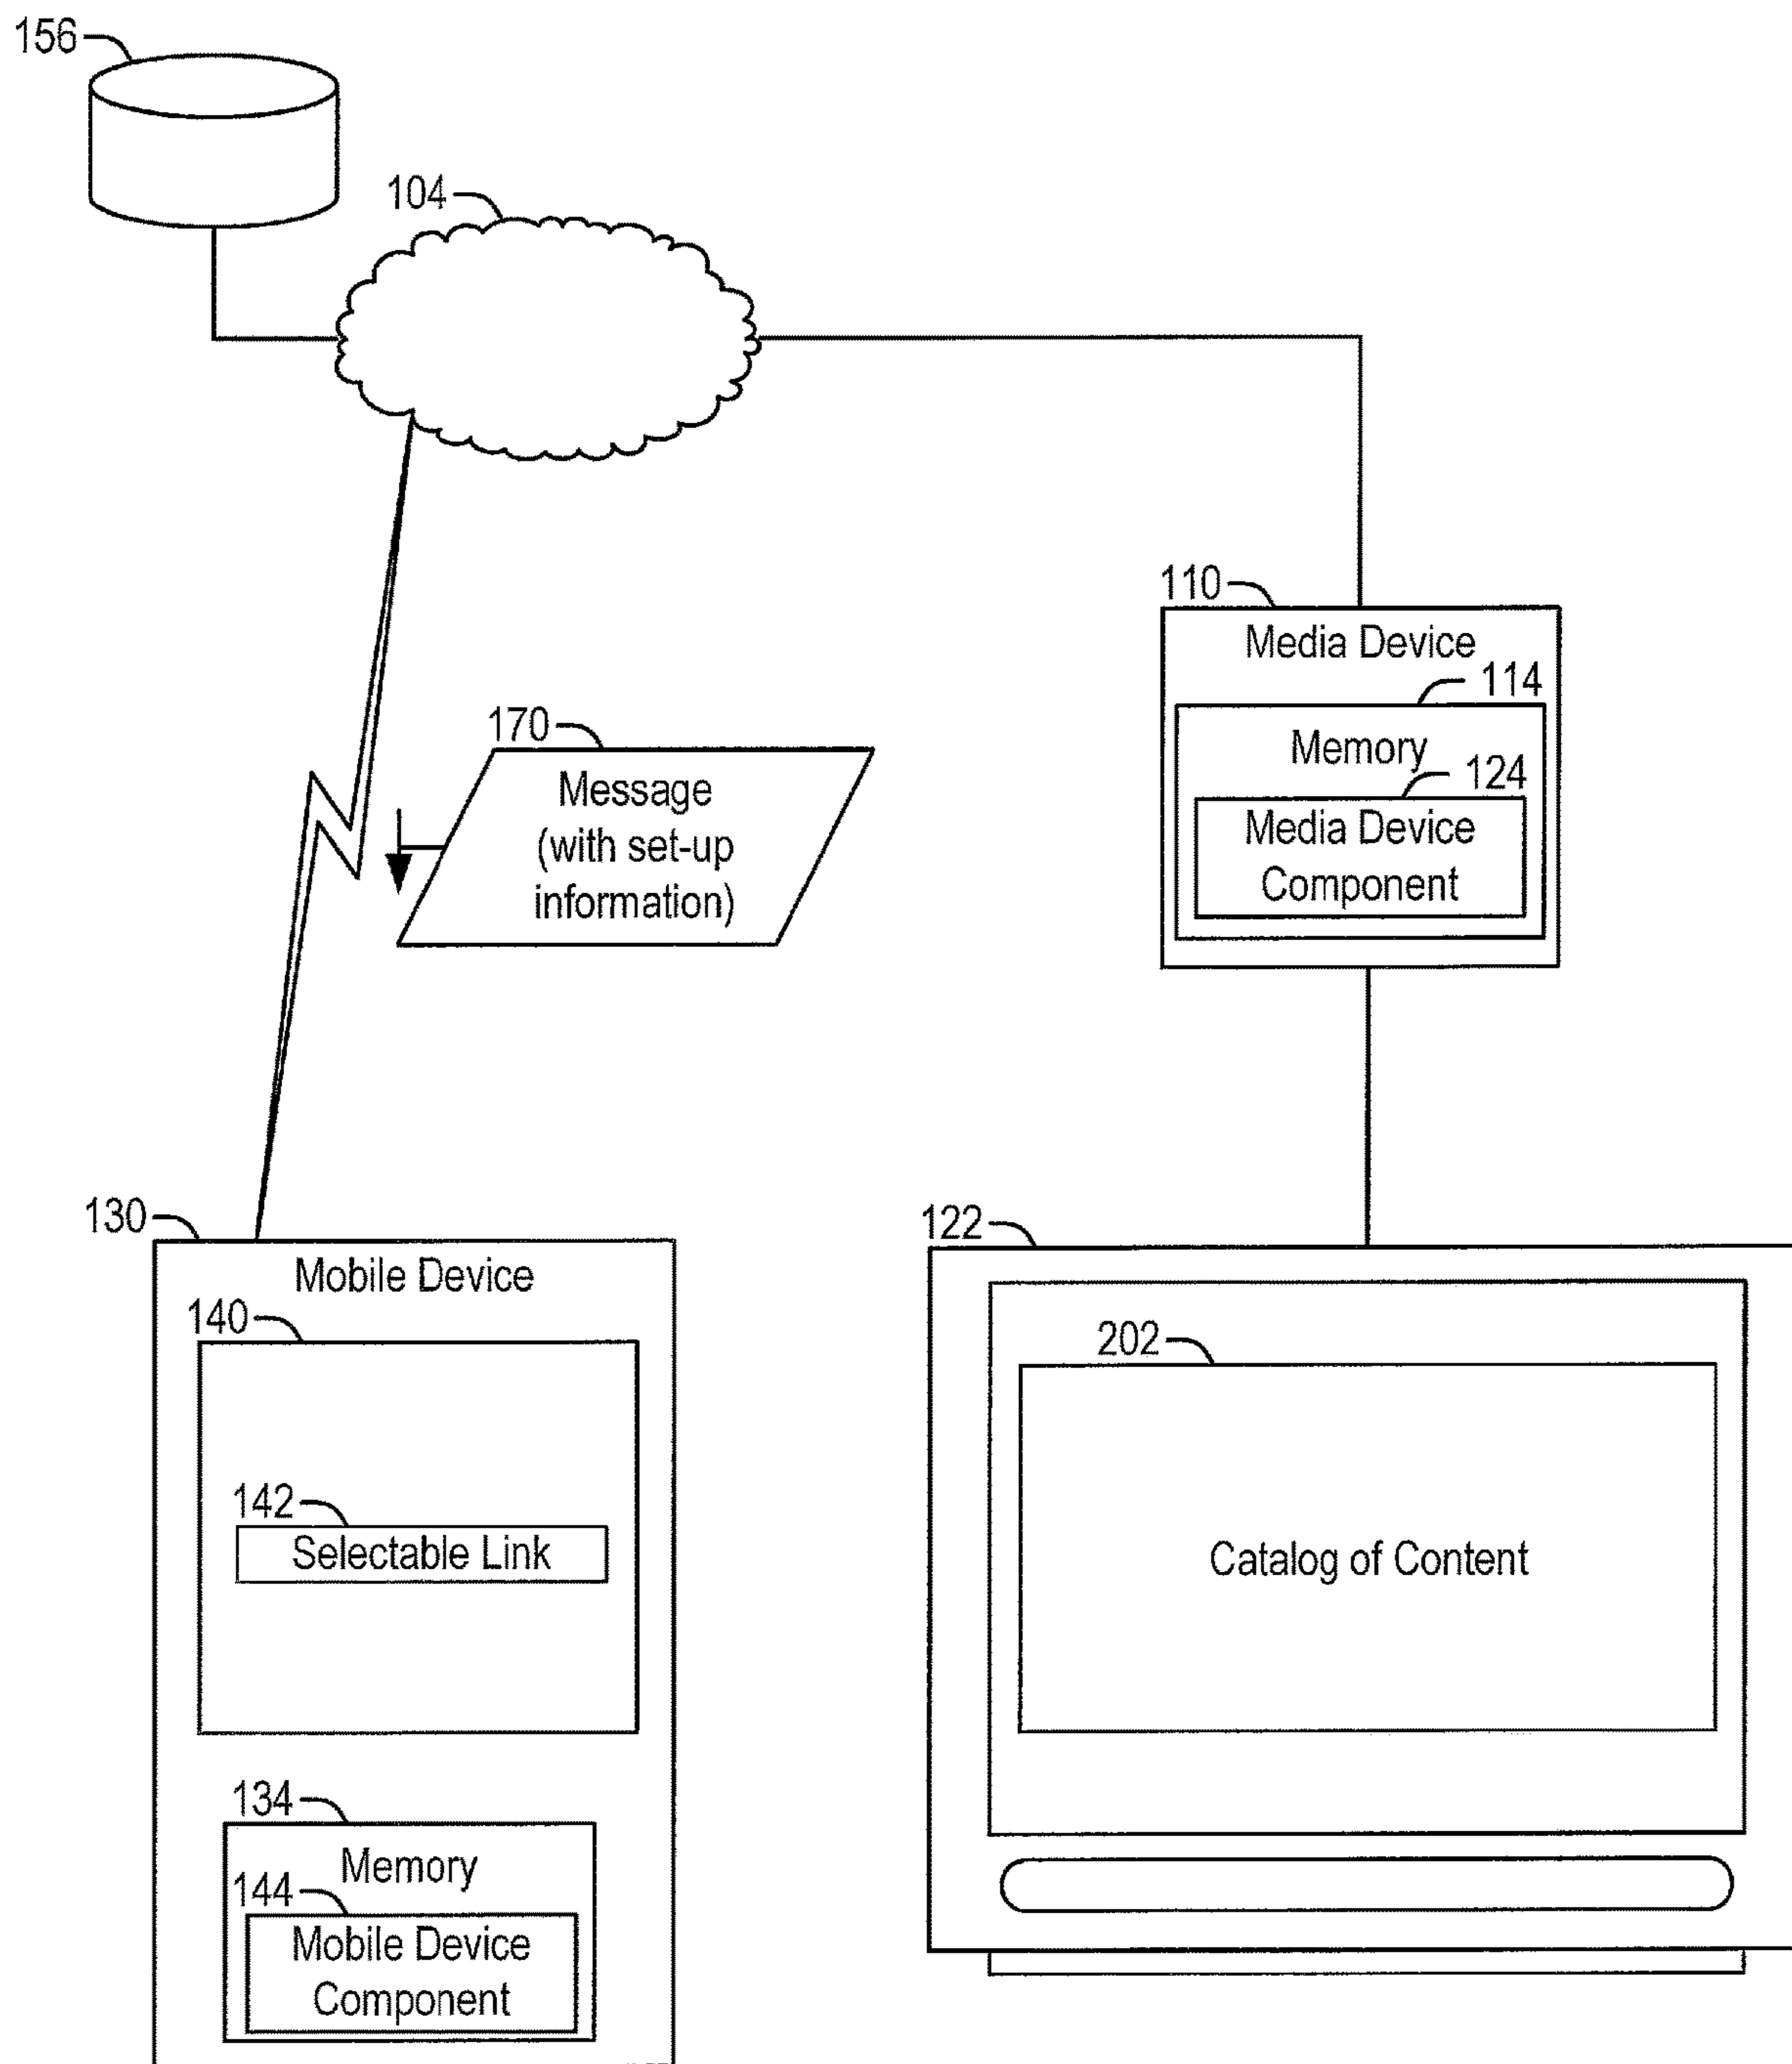 156
104
110
Media Device
114
Memory
124
Media Device
Component
170
Message
(with set-up
information)
130
Mobile Device
140
142
Selectable Link
134
Memory
144
Mobile Device
Component
122
202
Catalog of Content